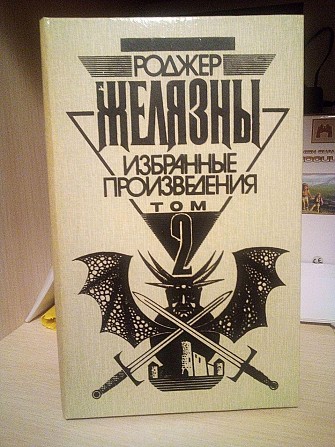 РОДЖЕР
ЖЕЛЯЗНЫ
ИЗБРАННЫЕ
ПРОИЗВЕДЕНИЯ
ТОМ
2